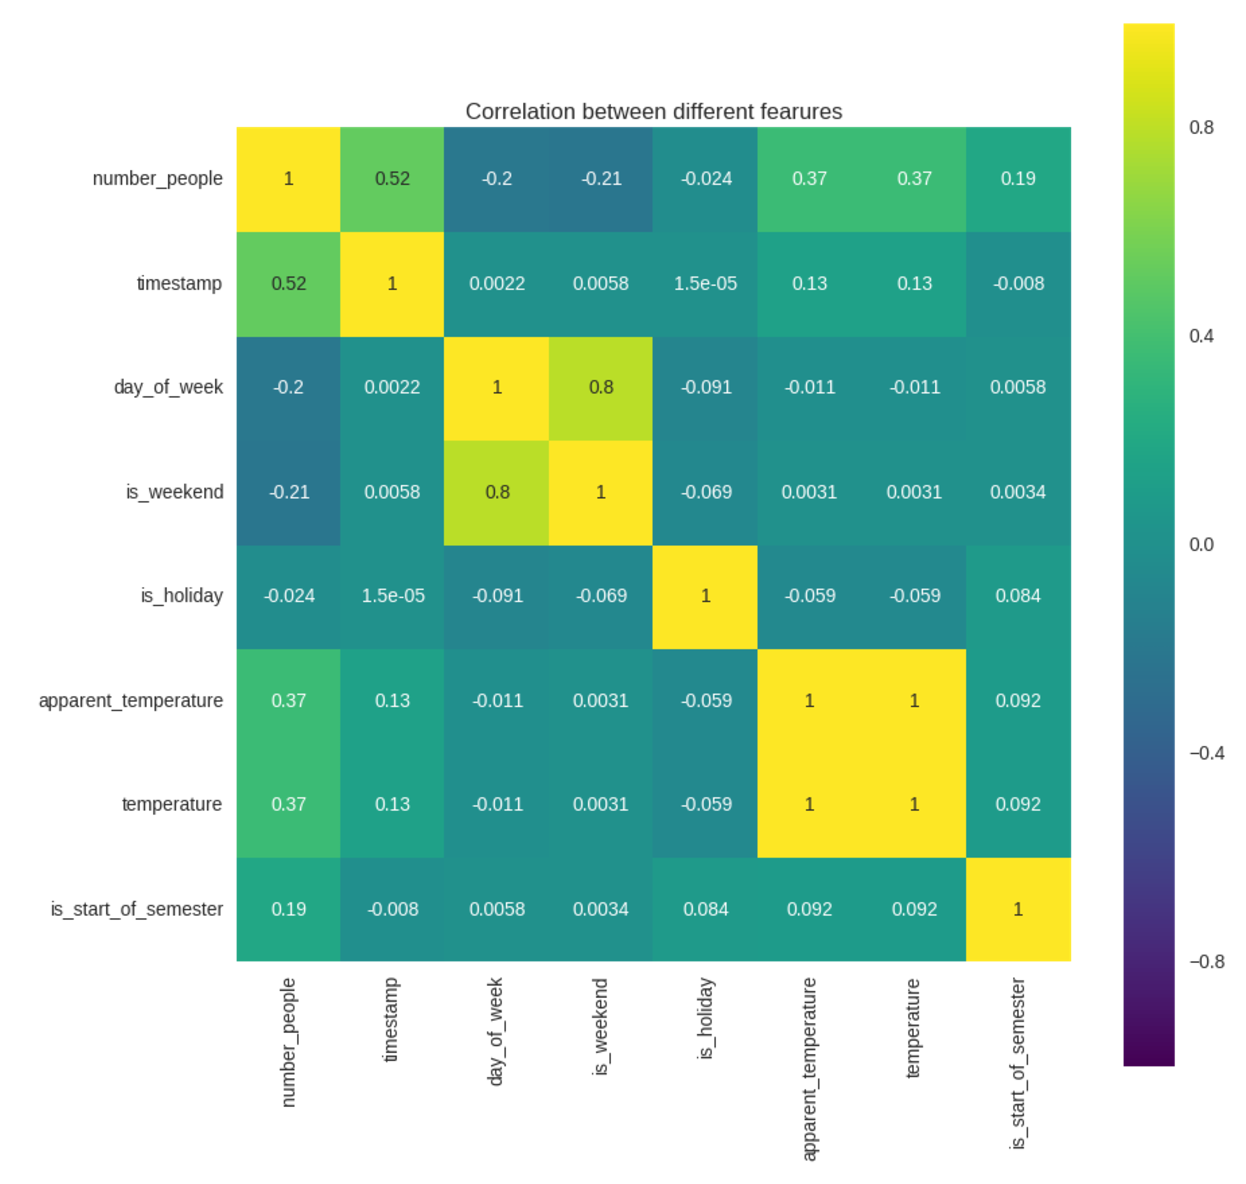 Correlation between different fearures
number_people 1 0.52 -0.2 -0.21 -0.024 0.37 0.37 0.19
timestamp 0.52 1 0.0022 0.0058 1.5e-05 0.13 0.13 -0.008
day_of_week -0.2 0.0022 1 0.8 -0.091 -0.011 -0.011 0.0058
is_weekend -0.21 0.0058 0.8 1 -0.069 0.0031 0.0031 0.0034
is_holiday -0.024 1.5e-05 -0.091 -0.069 1 -0.059 -0.059 0.084
apparent_temperature 0.37 0.13 -0.011 0.0031 -0.059 1 1 0.092
temperature 0.37 0.13 -0.011 0.0031 -0.059 1 1 0.092
is_start_of_semester 0.19 -0.008 0.0058 0.0034 0.084 0.092 0.092 1
number_people
timestamp
day_of_week
is_weekend
is_holiday
apparent_temperature
temperature
is_start_of_semester
0.8
0.4
0.0
−0.4
−0.8